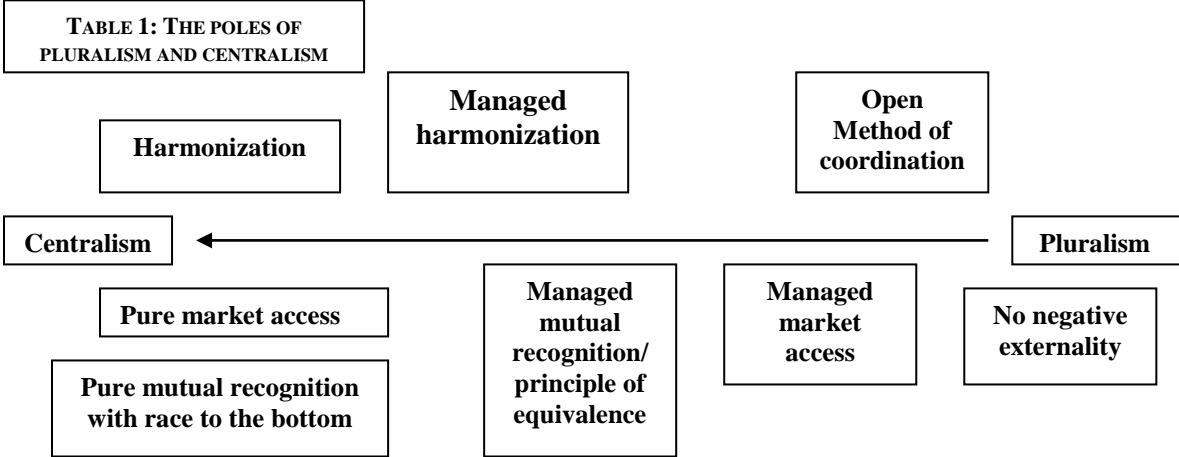 TABLE 1: THE POLES OF
PLURALISM AND CENTRALISM
Harmonization
Managed
harmonization
Open
Method of
coordination
Centralism
Pluralism
Pure market access
Pure mutual recognition
with race to the bottom
Managed
mutual
recognition/
principle of
equivalence
Managed
market
access
No negative
externality